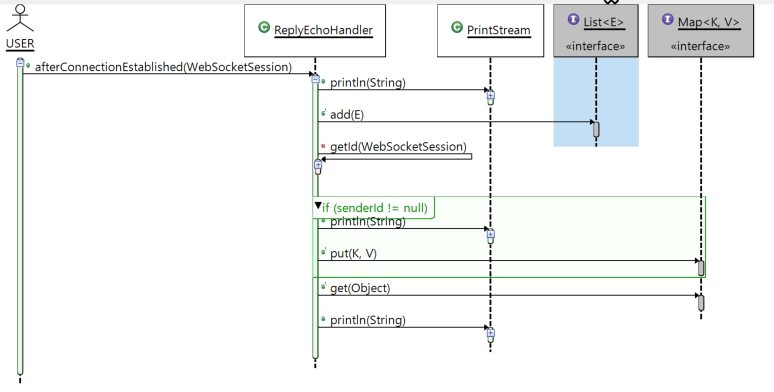 USER
ReplyEchoHandler
PrintStream
List<E>
«interface»
Map<K, V>
«interface»
afterConnectionEstablished(WebSocketSession)
println(String)
add(E)
getId(WebSocketSession)
if (senderId != null)
println(String)
put(K, V)
get(Object)
println(String)